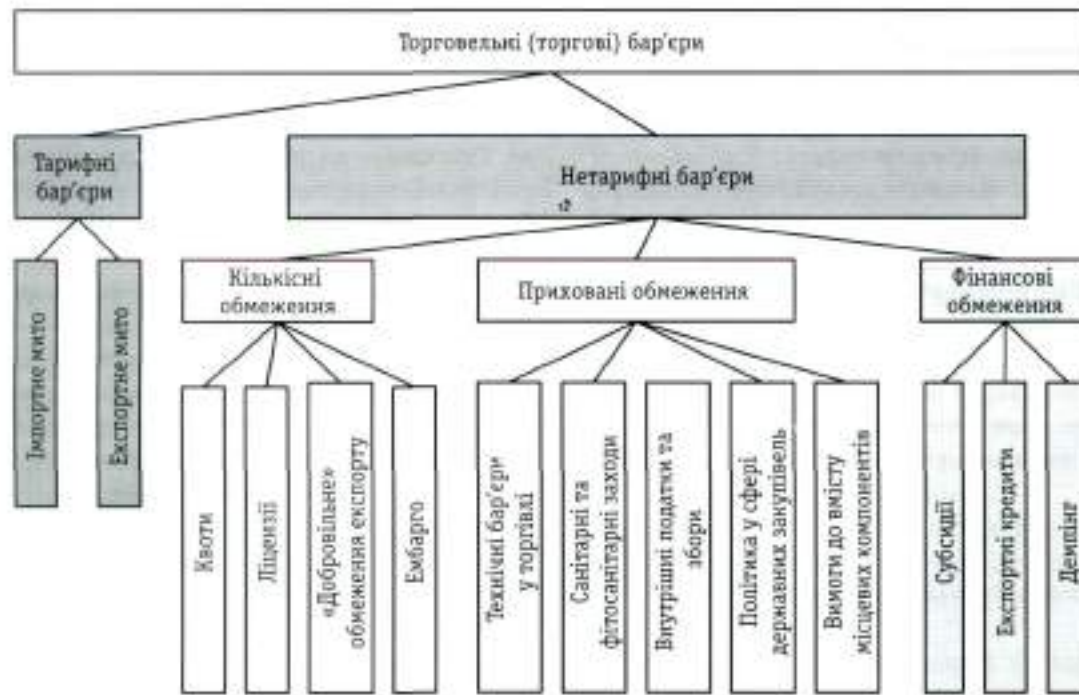 Торговельні (торгові) бар'єри
Тарифні
бар'єри
Нетарифні бар'єри
Імпортне мито
Експортне мито
Кількісні
обмеження
Приховані обмеження
Фінансові
обмеження
Квоти
Ліцензії
«Добровільне»
обмеження експорту
Ембарго
Технічні бар'єри
у торгівлі
Санітарні та
фітосанітарні заходи
Внутрішні податки та
збори
Політика у сфері
державних закупівель
Вимоги до вмісту
місцевих компонентів
Субсидії
Експортні кредити
Демпінг